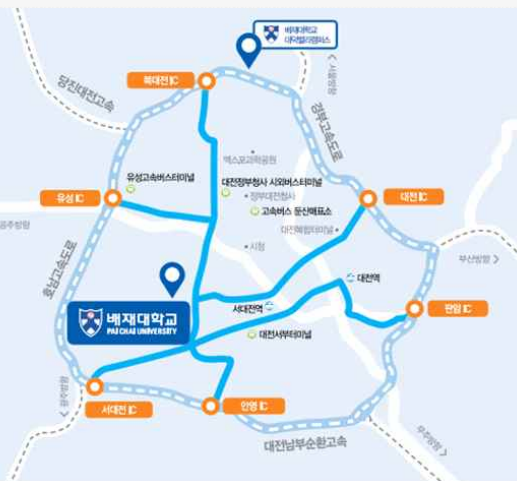 배재대학교
대덕밸리캠퍼스
북대전 IC
당진대전고속
< 서울방향
경부고속도로
엑스포과학공원
유성고속버스터미널
대전정부청사 시외버스터미널
정부대전청사
유성 IC
고속버스 둔산매표소
대전 IC
대전복합터미널
공주방향
시청
부산방향 >
호남고속도로
대전역
배재대학교
PAI CHAI UNIVERSITY
서대전역
판암 IC
대전서부터미널
서대전 IC
안영 IC
대전남부순환고속